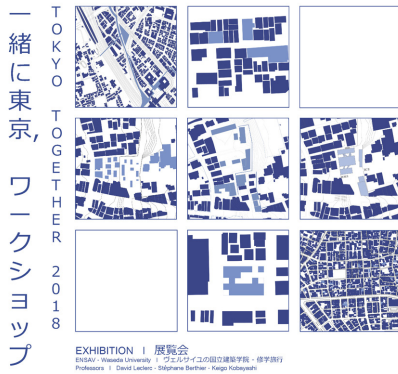 一緒に東京, ワークショップ
TOKYO TOGETHER 2018
EXHIBITION | 展覧会
ENSAV - Waseda University | ヴェルサイユの国立建築学院・修学旅行
Professors | David Leclerc - Stéphane Berthier - Keigo Kobayashi